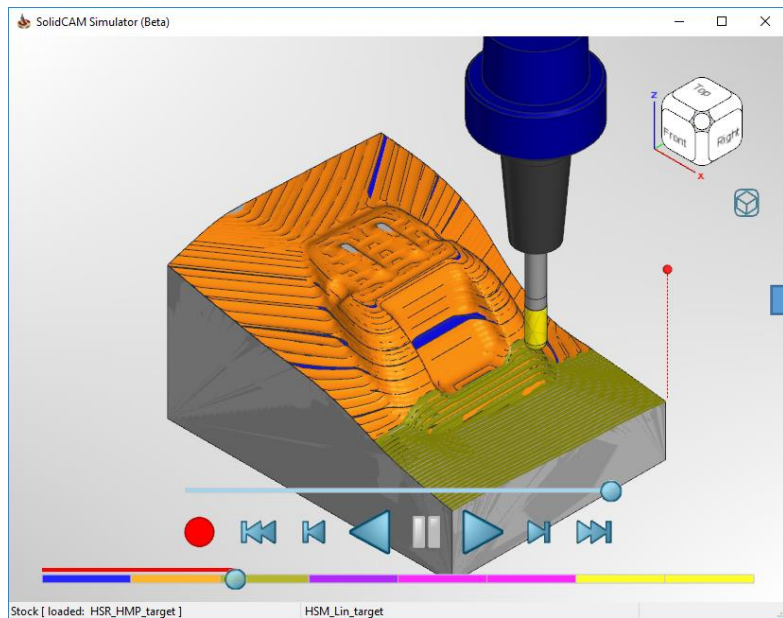 SolidCAM Simulator (Beta)
Top
Front
Right
z
x
Stock [ loaded: HSR_HMP_target ]
HSM_Lin_target